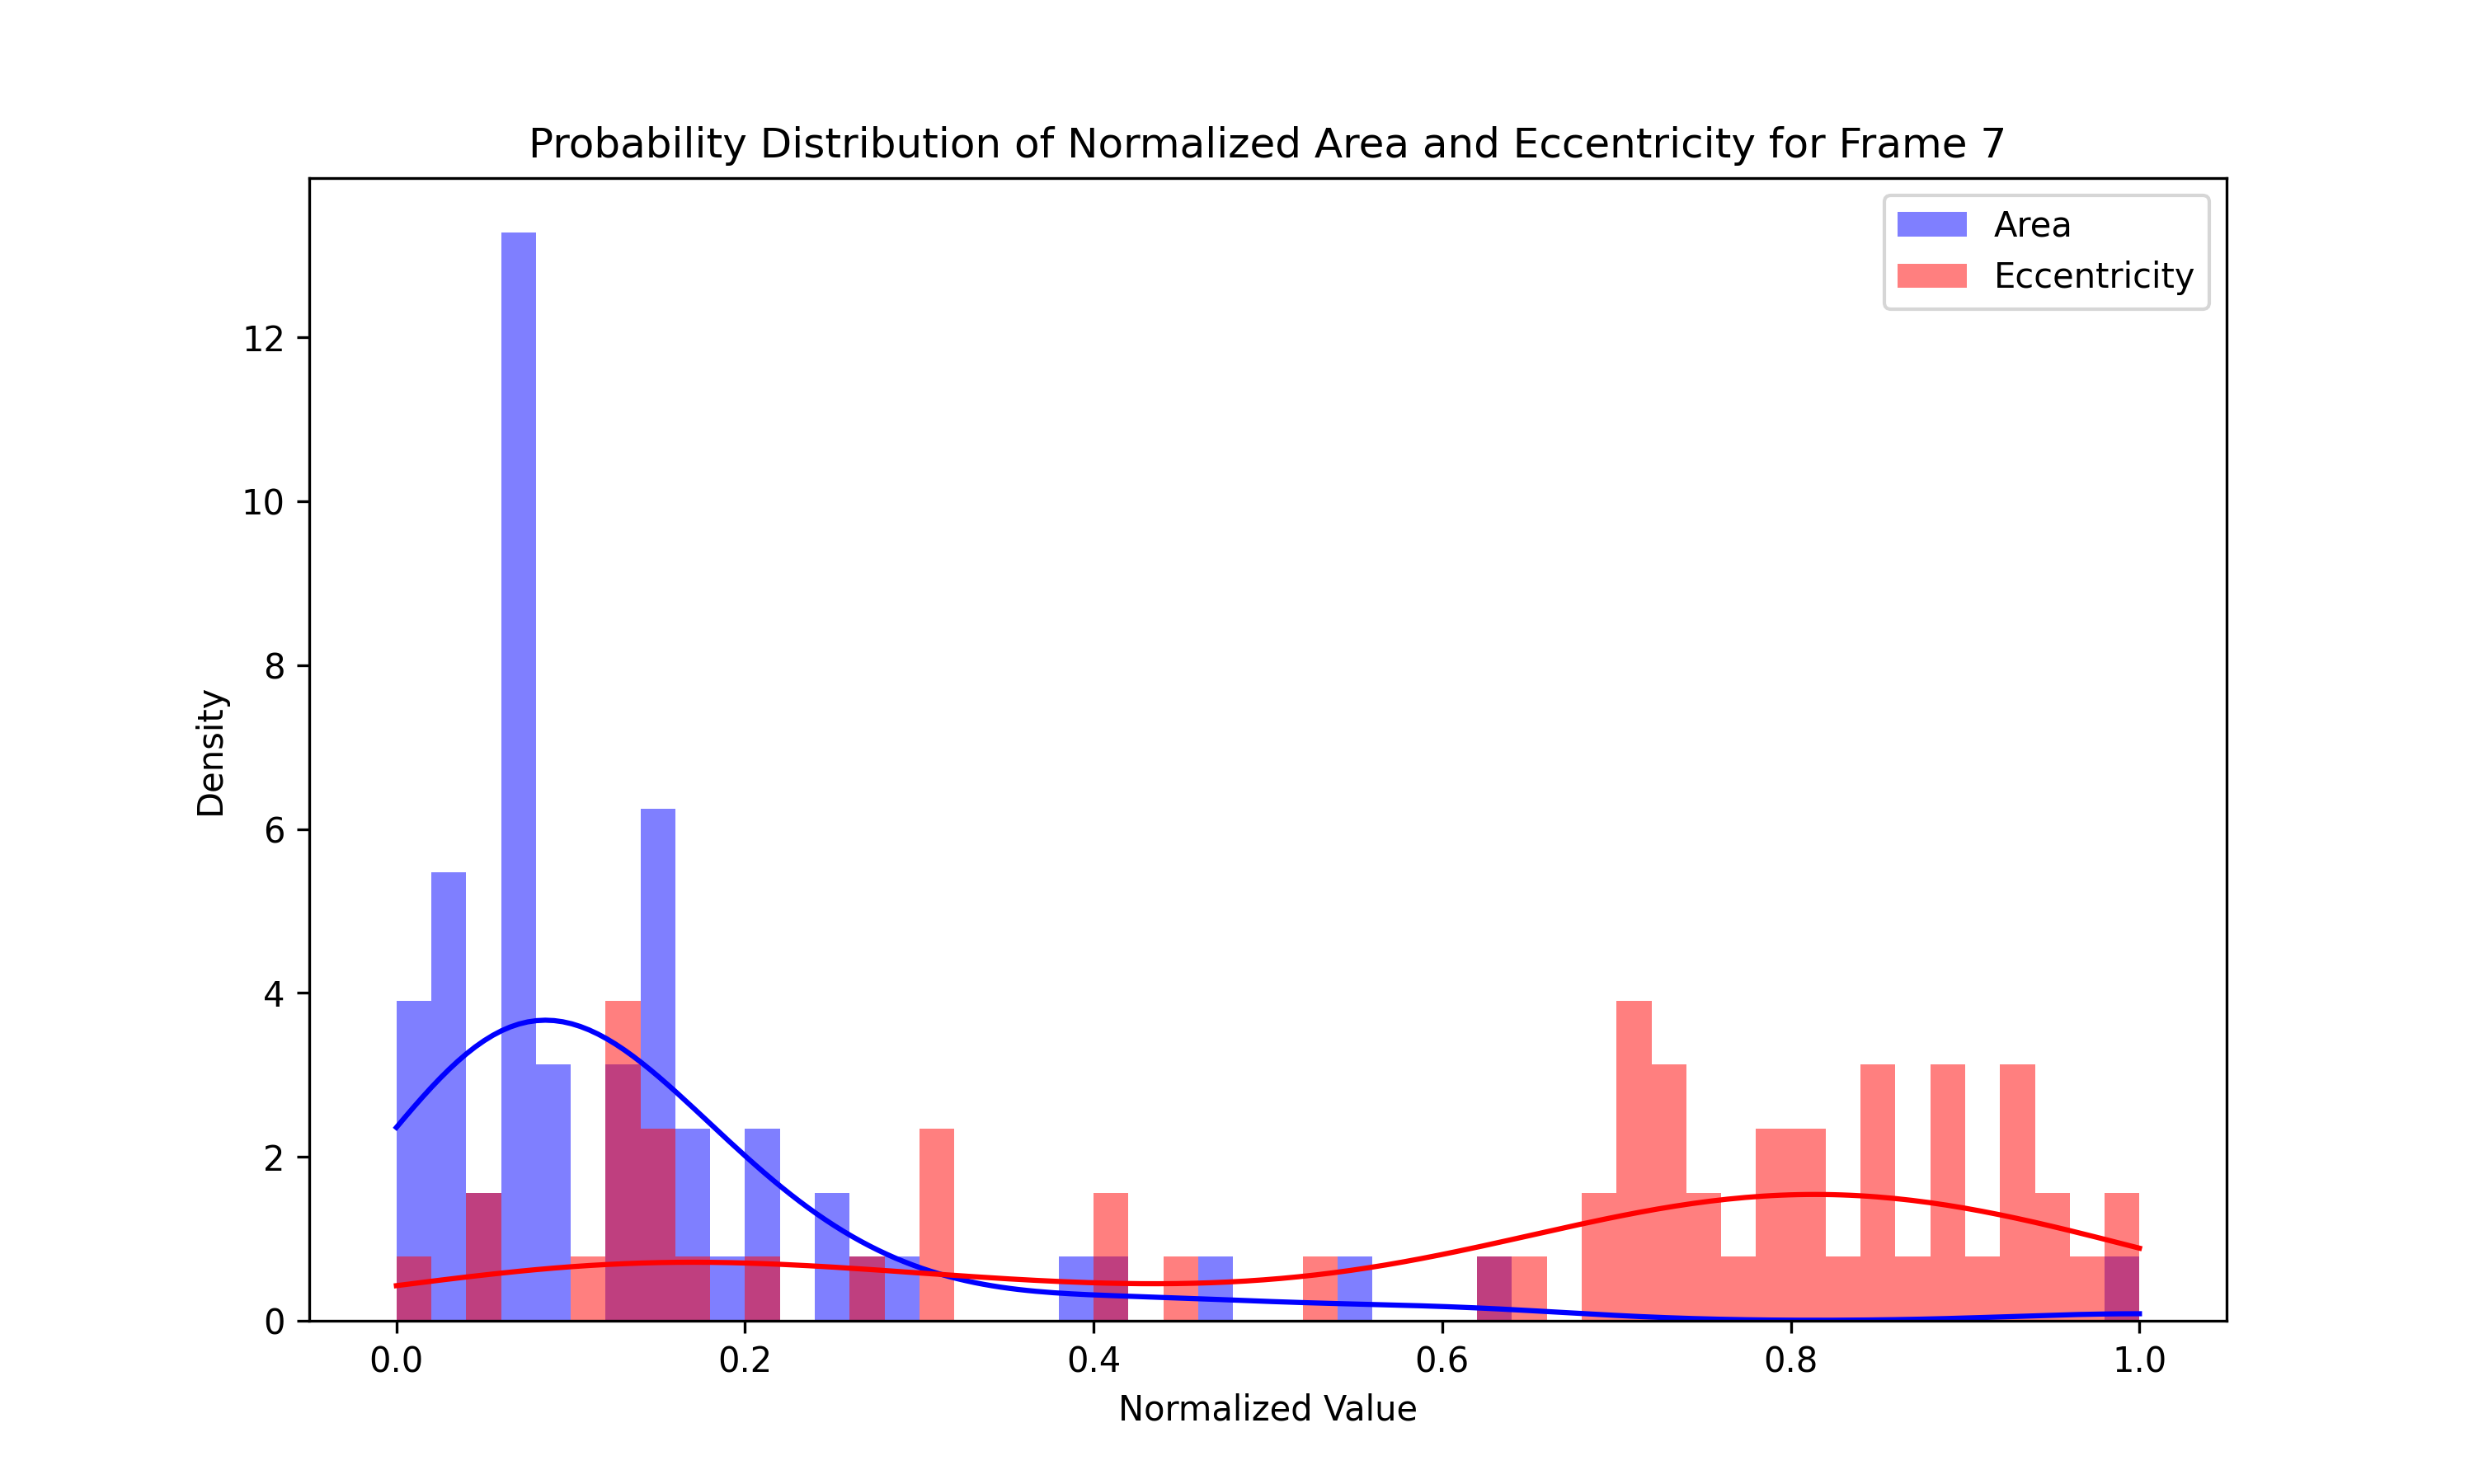 Probability Distribution of Normalized Area and Eccentricity for Frame 7
Area
Eccentricity
12
10
8
6
4
2
0
Density
0.0 0.2 0.4 0.6 0.8 1.0
Normalized Value